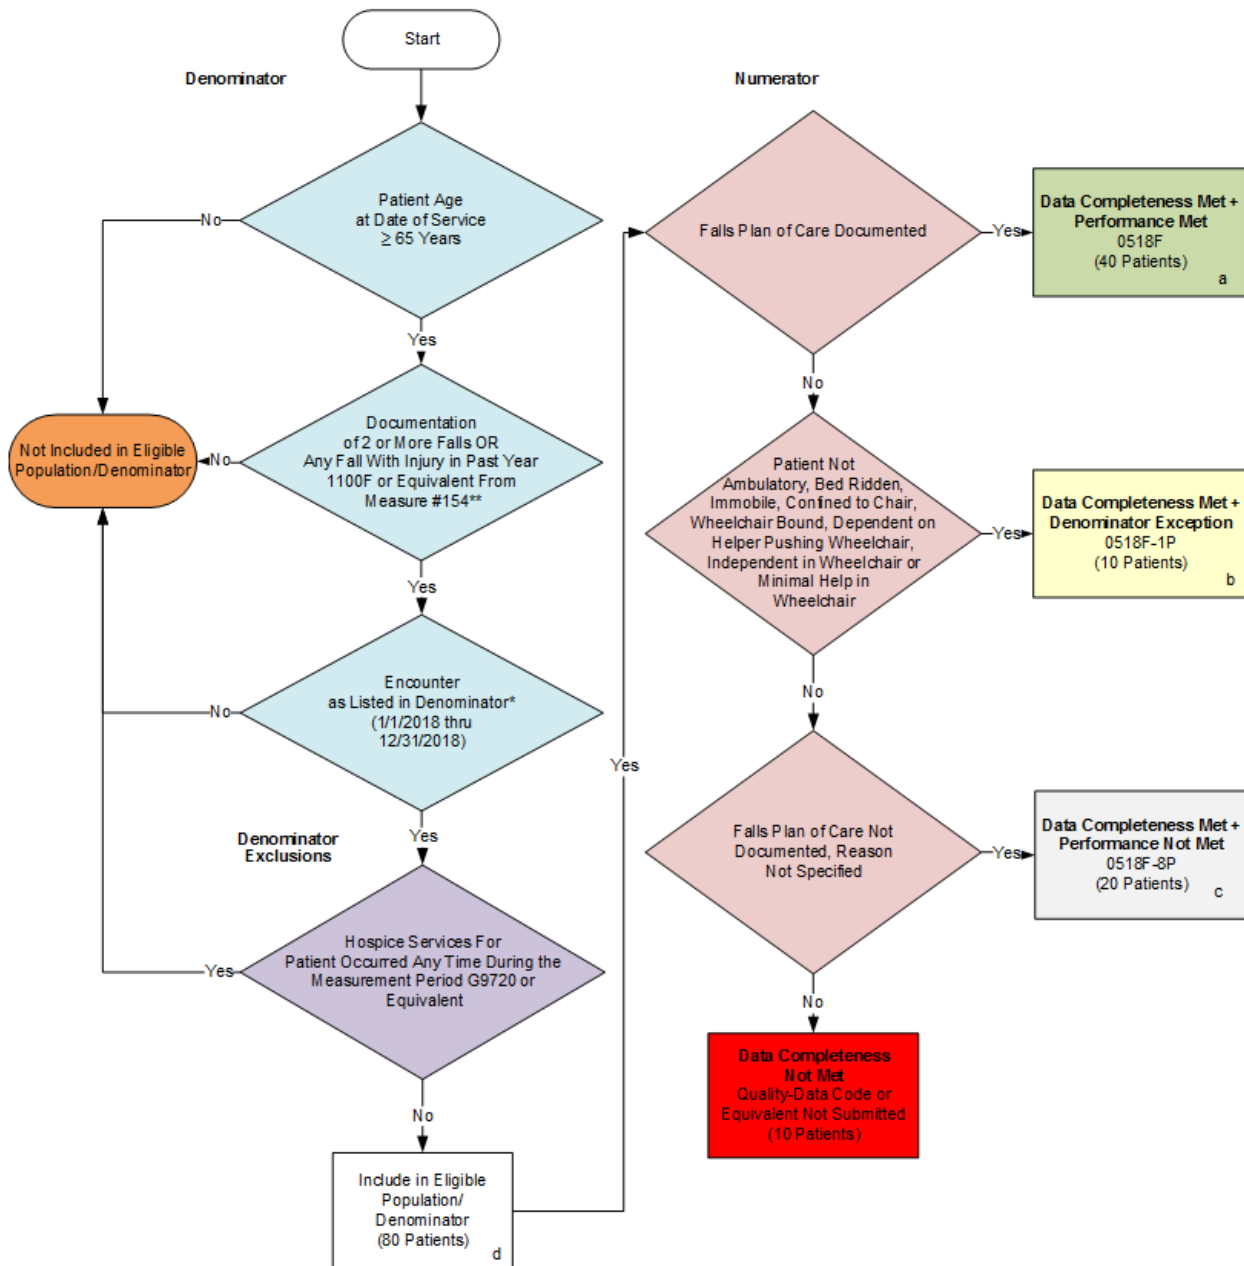 Start
Denominator
Patient Age
at Date of Service
≥ 65 Years
No
Yes
Documentation
of 2 or More Falls OR
Any Fall With Injury in Past Year
1100F or Equivalent From
Measure #154**
No
Not Included in Eligible
Population/Denominator
Yes
Encounter
as Listed in Denominator*
(1/1/2018 thru
12/31/2018)
No
Yes
Denominator
Exclusions
Hospice Services For
Patient Occurred Any Time During the
Measurement Period G9720 or
Equivalent
Yes
No
Include in Eligible
Population/
Denominator
(80 Patients)
d
Yes
Numerator
Falls Plan of Care Documented
Yes
Data Completeness Met +
Performance Met
0518F
(40 Patients)
a
No
Patient Not
Ambulatory, Bed Ridden,
Immobile, Confined to Chair,
Wheelchair Bound, Dependent on
Helper Pushing Wheelchair,
Independent in Wheelchair or
Minimal Help in
Wheelchair
Yes
Data Completeness Met +
Denominator Exception
0518F-1P
(10 Patients)
b
No
Falls Plan of Care Not
Documented, Reason
Not Specified
Yes
Data Completeness Met +
Performance Not Met
0518F-8P
(20 Patients)
c
No
Data Completeness
Not Met
Quality-Data Code or
Equivalent Not Submitted
(10 Patients)